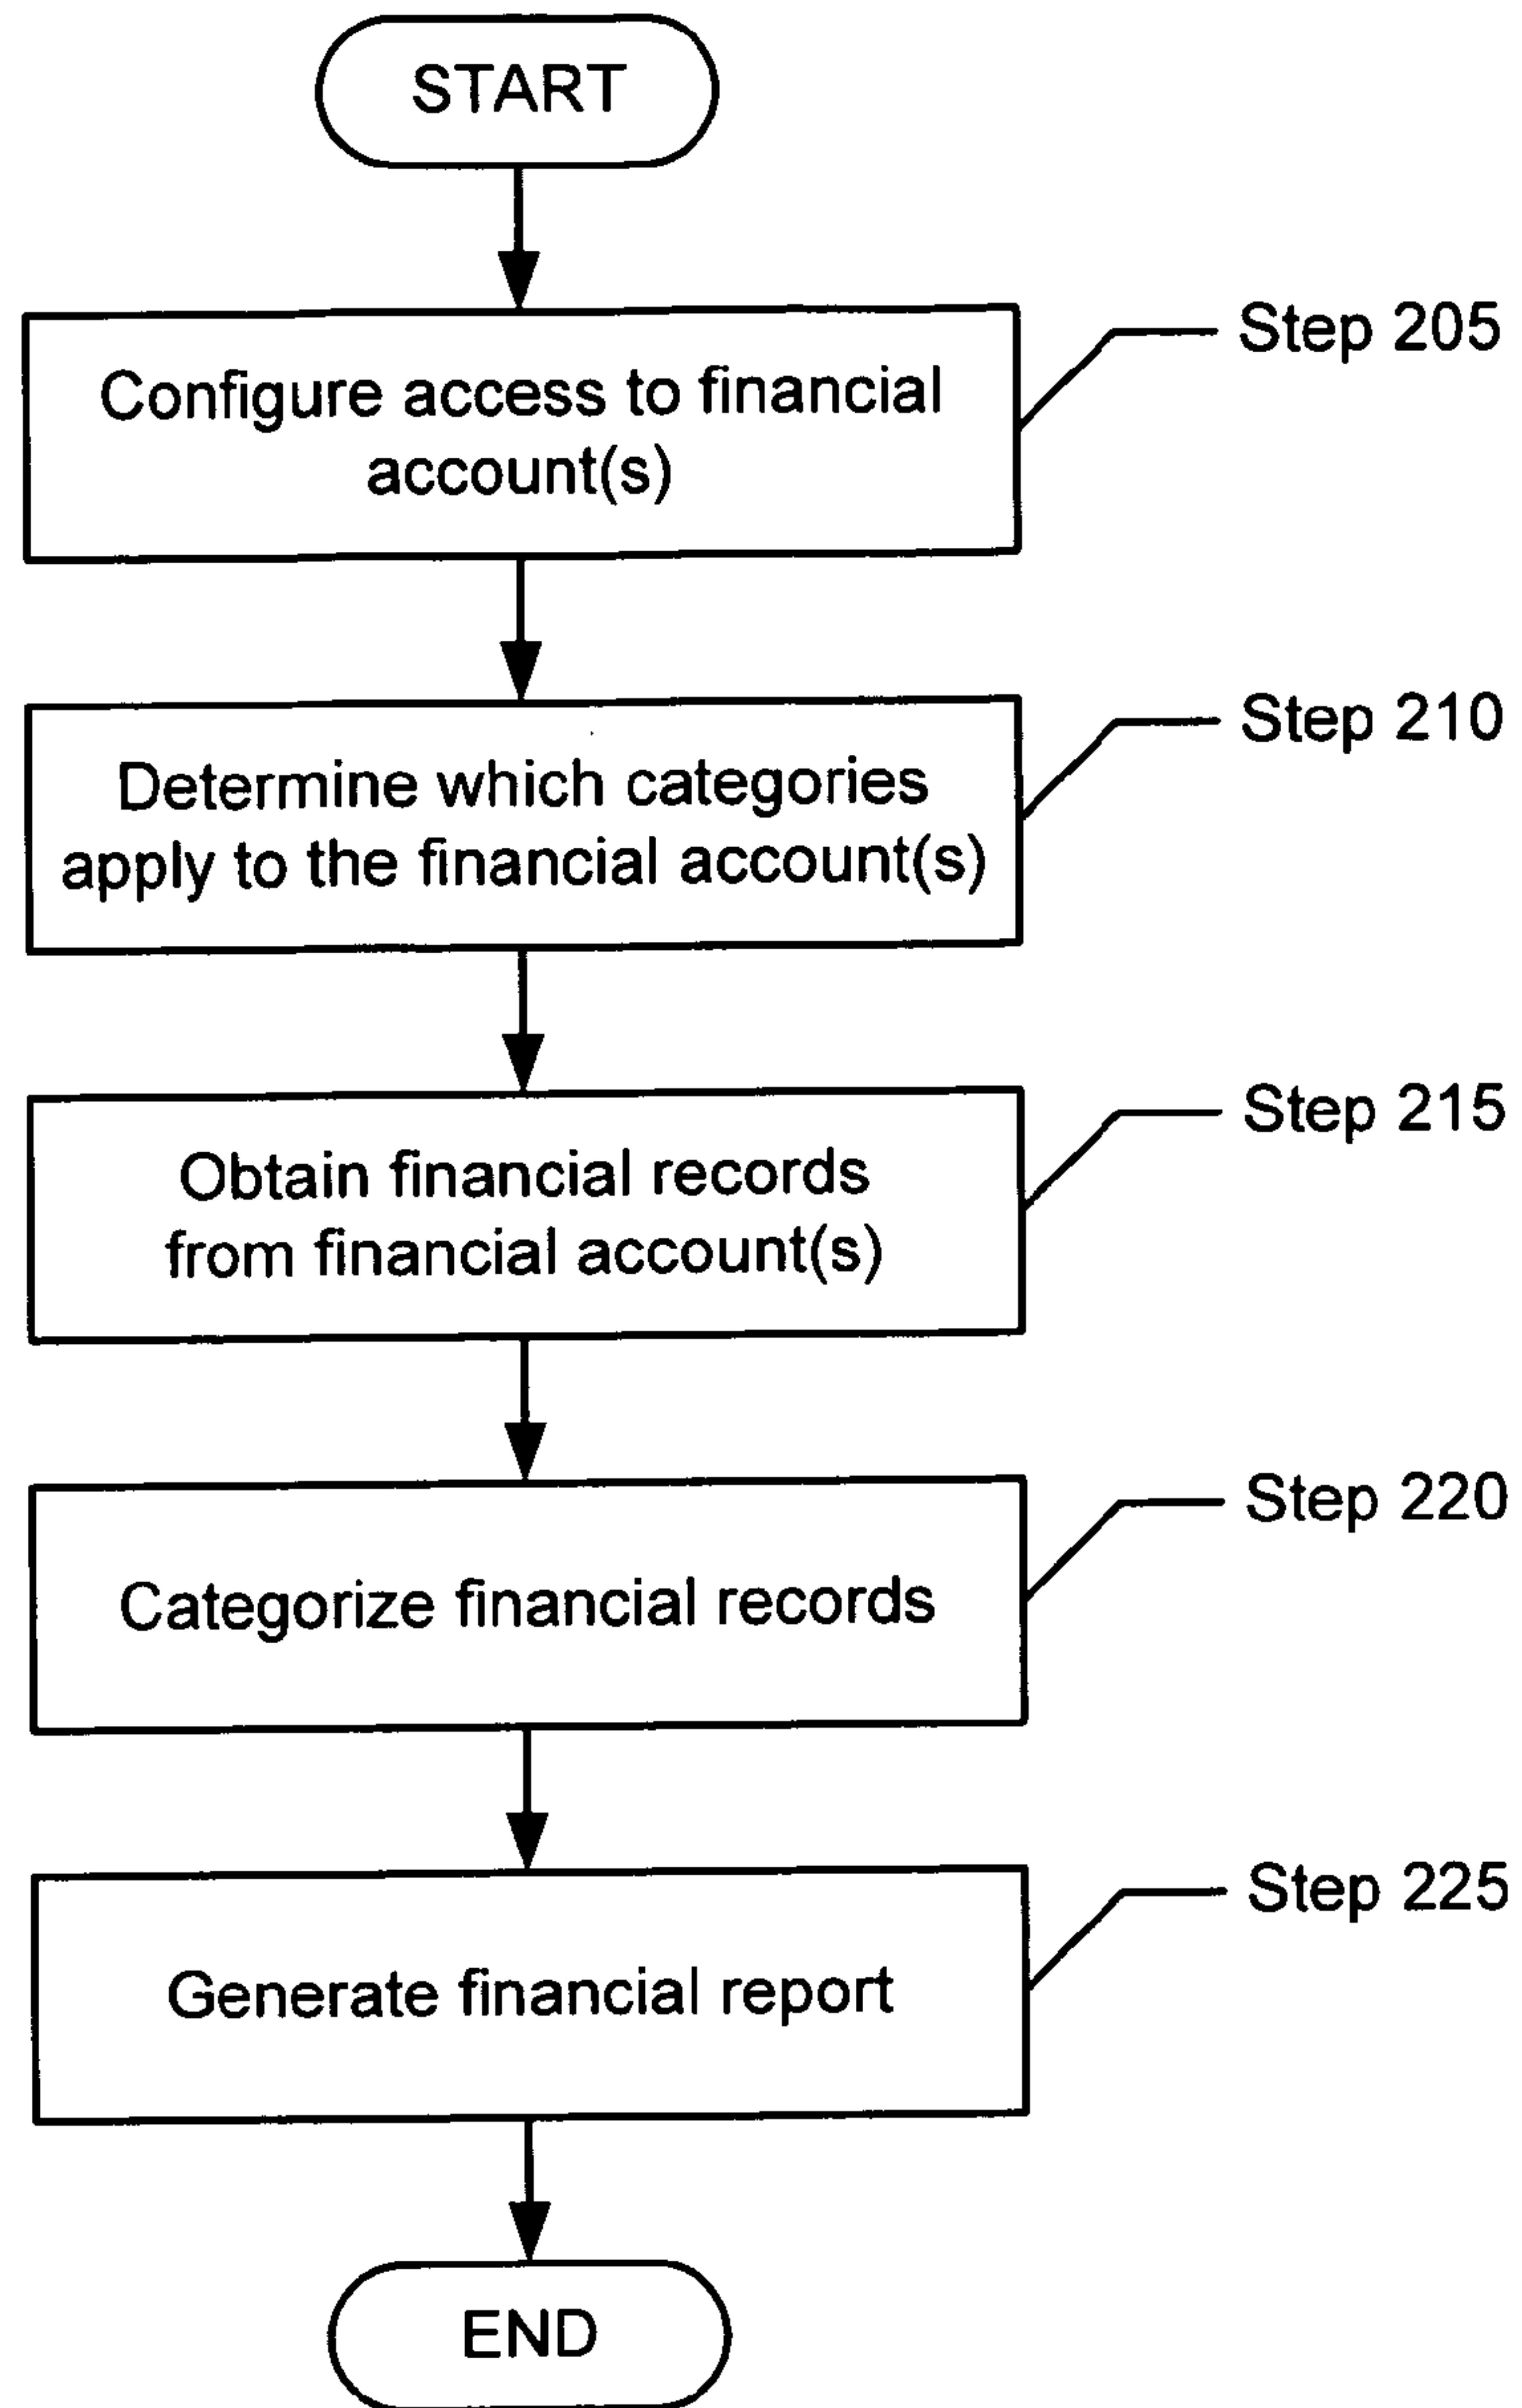 START
Configure access to financial
account(s)
Step 205
Determine which categories
apply to the financial account(s)
Step 210
Obtain financial records
from financial account(s)
Step 215
Categorize financial records
Step 220
Generate financial report
Step 225
END